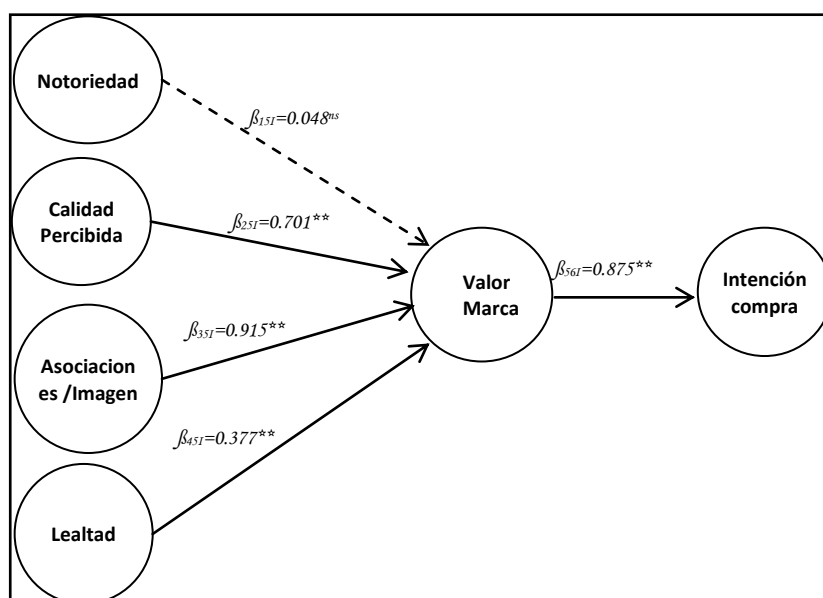 Notoriedad
ß15I=0.048ns
Calidad
Percibida
ß25I=0.701**
Valor
Marca
ß56I=0.875**
Intención
compra
Asociacion
es /Imagen
ß35I=0.915**
ß45I=0.377**
Lealtad